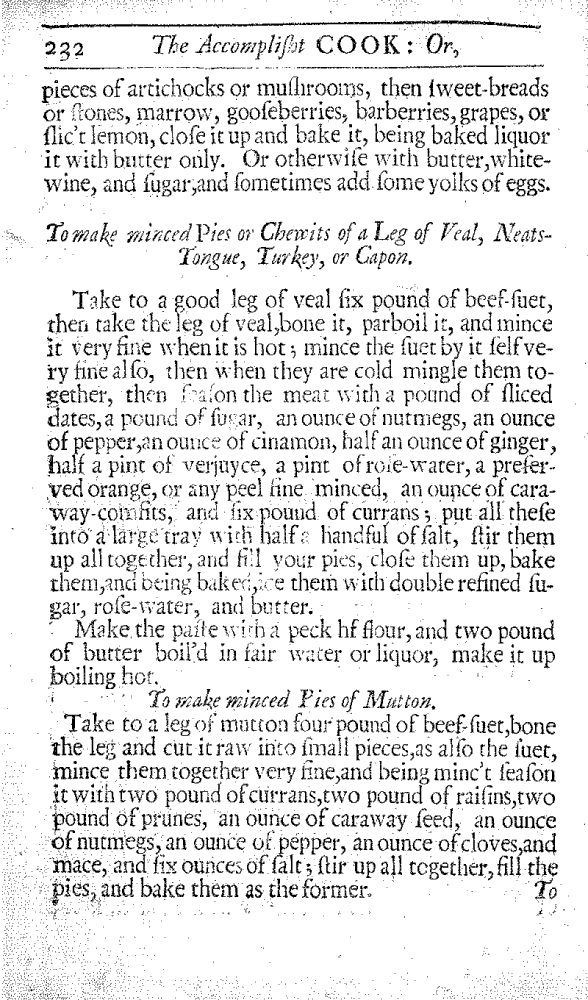 232 The Accompliſht COOK: Or,
pieces of artichocks or muſhrooms, then ſweet-breads
or ſtones, marrow, gooſeberries, barberries, grapes, or
ſlic't lemon, cloſe it up and bake it, being baked liquor
it with butter only. Or otherwiſe with butter, white-
wine, and ſugar, and ſometimes add ſome yolks of eggs.
To make minced Pies or Chewits of a Leg of Veal, Neats-
Tongue, Turkey, or Capon.
Take to a good leg of veal ſix pound of beef-ſuet,
then take the leg of veal, bone it, parboil it, and mince
it very fine when it is hot; mince the ſuet by it ſelf ve-
ry fine alſo, then when they are cold mingle them to-
gether, then ſeaſon the meat with a pound of ſliced
dates, a pound of ſugar, an ounce of nutmegs, an ounce
of pepper, an ounce of cinamon, half an ounce of ginger,
half a pint of verjuyce, a pint of roſe-water, a preſer-
ved orange, or any peel fine minced, an ounce of cara-
way-comfits, and ſix pound of currans; put all theſe
into a large tray with half a handful of ſalt, ſtir them
up all together, and fill your pies, cloſe them up, bake
them, and being baked, ice them with double refined ſu-
gar, roſe-water, and butter.
Make the paſte with a peck hf flour, and two pound
of butter boil'd in fair water or liquor, make it up
boiling hot.
To make minced Pies of Mutton.
Take to a leg of mutton four pound of beef-ſuet, bone
the leg and cut it raw into ſmall pieces, as alſo the ſuet,
mince them together very fine, and being minc't ſeaſon
it with two pound of currans, two pound of raiſins, two
pound of prunes, an ounce of caraway ſeed, an ounce
of nutmegs, an ounce of pepper, an ounce of cloves, and
mace, and ſix ounces of ſalt; ſtir up all together, fill the
pies, and bake them as the former.
To